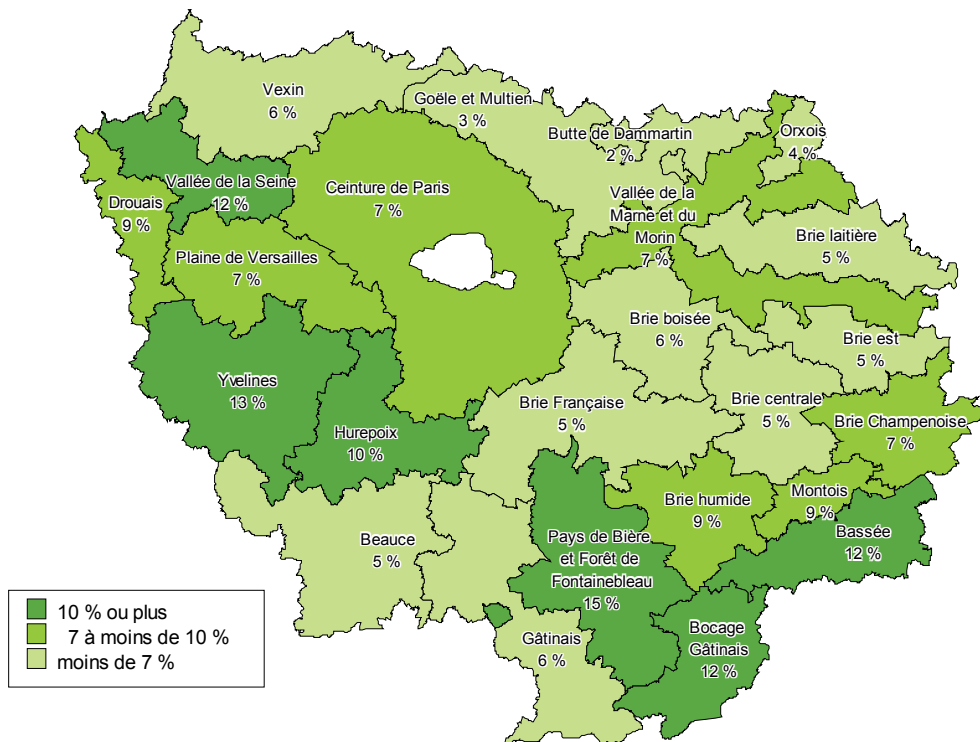 Vexin
6 %
Goële et Multien
3 %
Butte de Dammartin
2 %
Orxois
4 %
Vallée de la Seine
12 %
Ceinture de Paris
7 %
Drouais
9 %
Vallée de la
Marne et du
Morin
7 %
Brie laitière
5 %
Plaine de Versailles
7 %
Brie boisée
6 %
Brie est
5 %
Yvelines
13 %
Brie Française
5 %
Brie centrale
5 %
Brie Champenoise
7 %
Hurepoix
10 %
Brie humide
9 %
Montois
9 %
Bassée
12 %
Beauce
5 %
Pays de Bière
et Forêt de
Fontainebleau
15 %
Gâtinais
6 %
Bocage
Gâtinais
12 %
10 % ou plus
7 à moins de 10 %
moins de 7 %